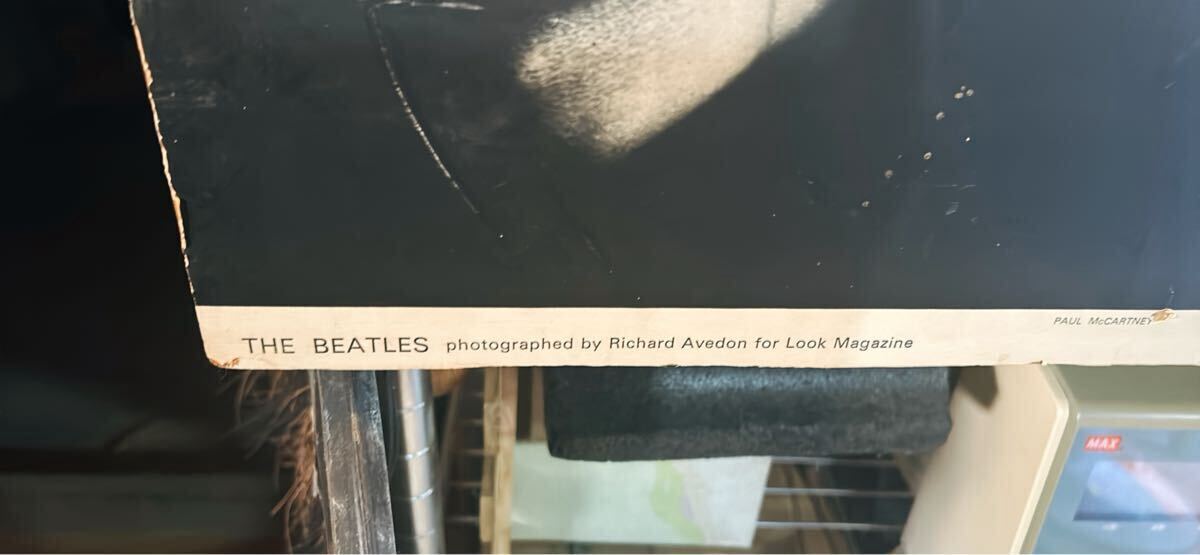 PAUL McCARTNEY
THE BEATLES photographed by Richard Avedon for Look Magazine
MAX